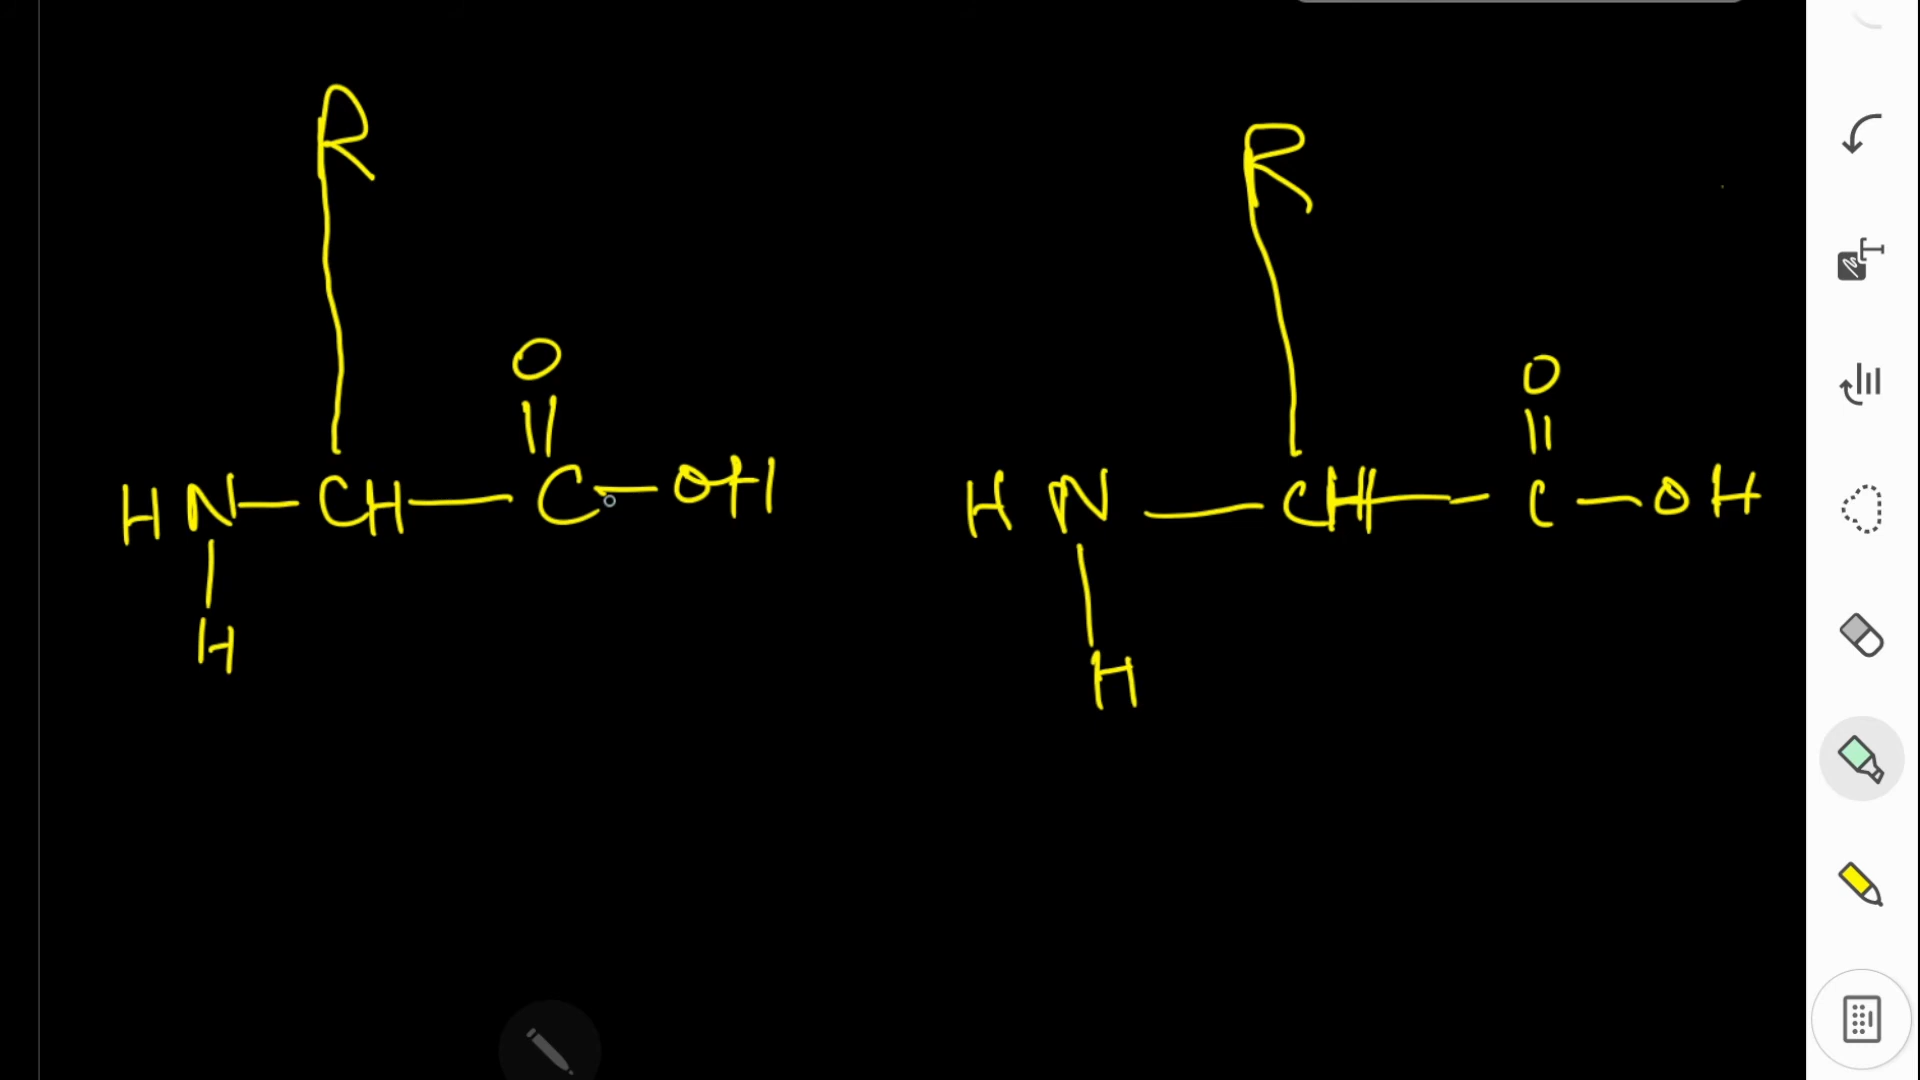 R R
O O
HN—CH—C—OH HN—CH—C—OH
H H